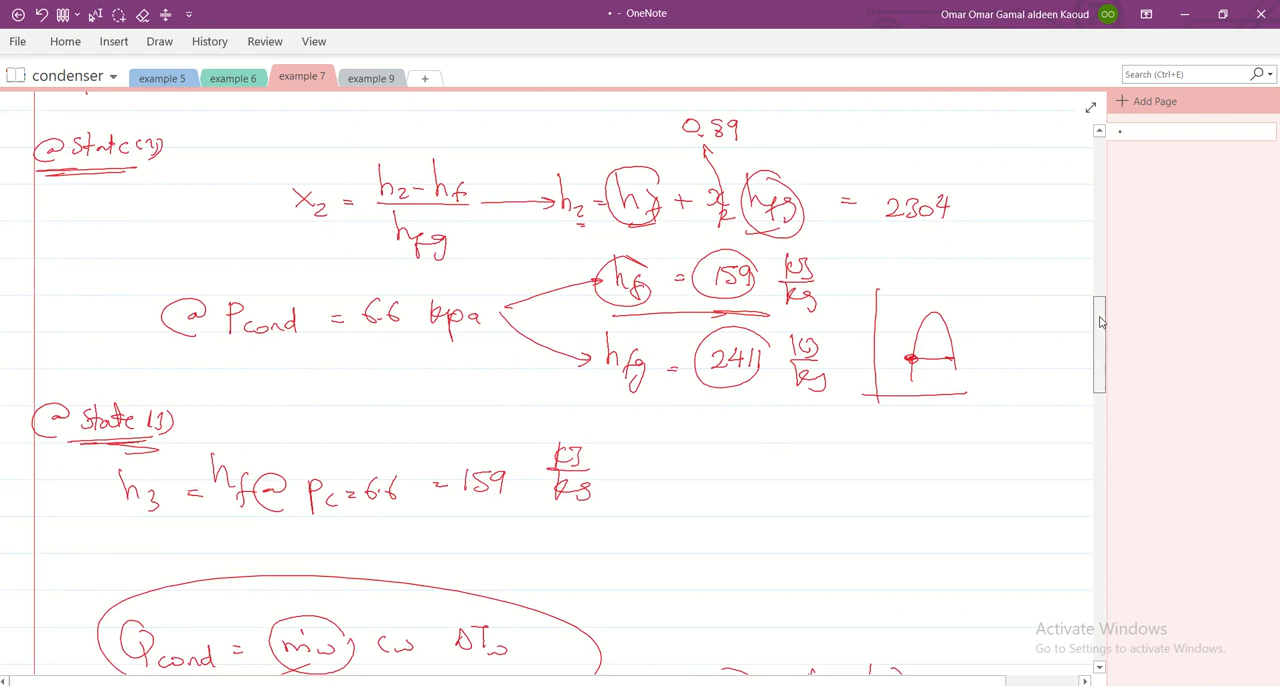 • - OneNote
Omar Omar Gamal aldeen Kaoud OO
File Home Insert Draw History Review View
condenser example 5 example 6 example 7 example 9 +
Search (Ctrl+E)
Add Page
0.89
@ State (2)
x₂ = (h₂ - hf) / hfg → h₂ = hf + x₂ hfg = 2304
hf = 159 kJ/kg
@ Pcond = 6.6 kpa
hfg = 2411 kJ/kg
@ State (3)
h₃ = hf @ Pc = 6.6 = 159 kJ/kg
Qcond = ṁw cw ΔTw
Activate Windows
Go to Settings to activate Windows.